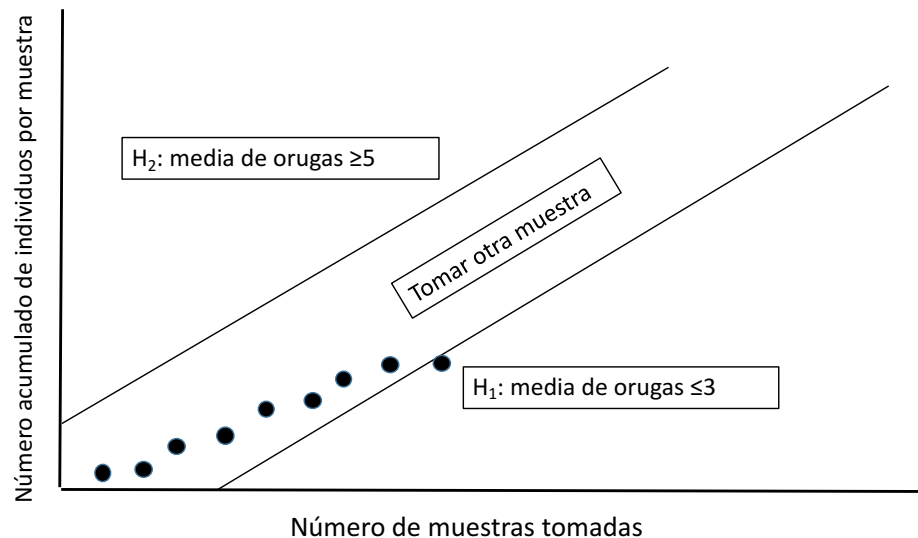 Número acumulado de individuos por muestra
H₂: media de orugas ≥5
Tomar otra muestra
H₁: media de orugas ≤3
Número de muestras tomadas